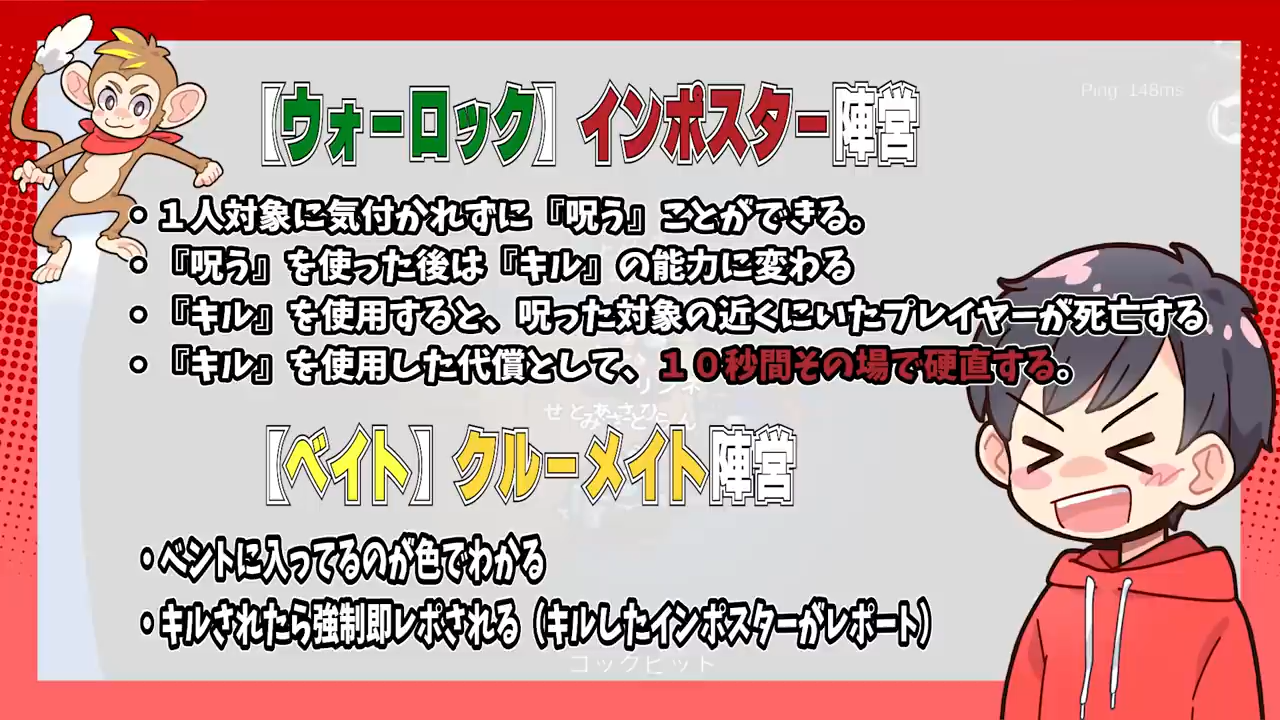 Ping: 148ms
【ウォーロック】インポスター陣営
・１人対象に気付かれずに『呪う』ことができる。
・『呪う』を使った後は『キル』の能力に変わる
・『キル』を使用すると、呪った対象の近くにいたプレイヤーが死亡する
・『キル』を使用した代償として、１０秒間その場で硬直する。
【ベイト】クルーメイト陣営
・ベントに入ってるのが色でわかる
・キルされたら強制即レポされる（キルしたインポスターがレポート）
コックピット